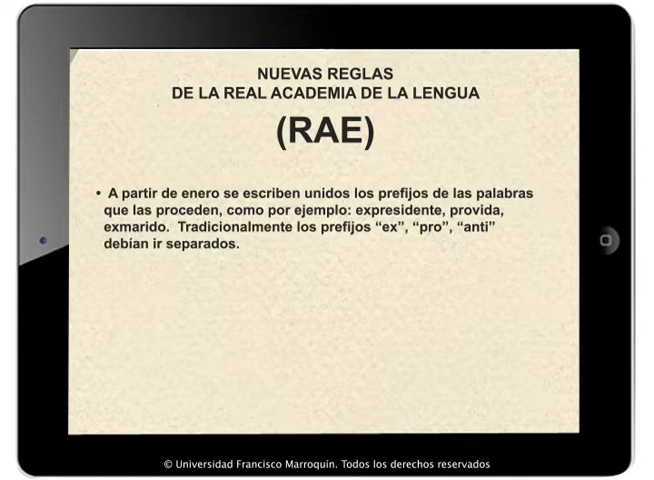 NUEVAS REGLAS
DE LA REAL ACADEMIA DE LA LENGUA
(RAE)
• A partir de enero se escriben unidos los prefijos de las palabras
que las proceden, como por ejemplo: expresidente, provida,
exmarido. Tradicionalmente los prefijos “ex”, “pro”, “anti”
debían ir separados.
© Universidad Francisco Marroquín. Todos los derechos reservados